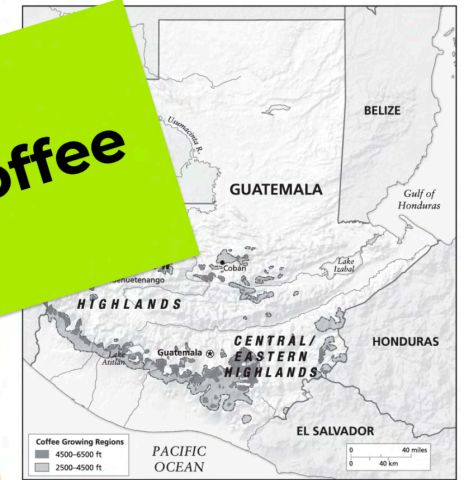 Usumacinta R.
BELIZE
GUATEMALA
Gulf of
Honduras
Lake
Izabal
Cobán
HIGHLANDS
CENTRAL/
EASTERN
HIGHLANDS
Guatemala
Lake
Atitlán
HONDURAS
EL SALVADOR
PACIFIC
OCEAN
Coffee Growing Regions
4500–6500 ft
2500–4500 ft
0 40 miles
0 40 km